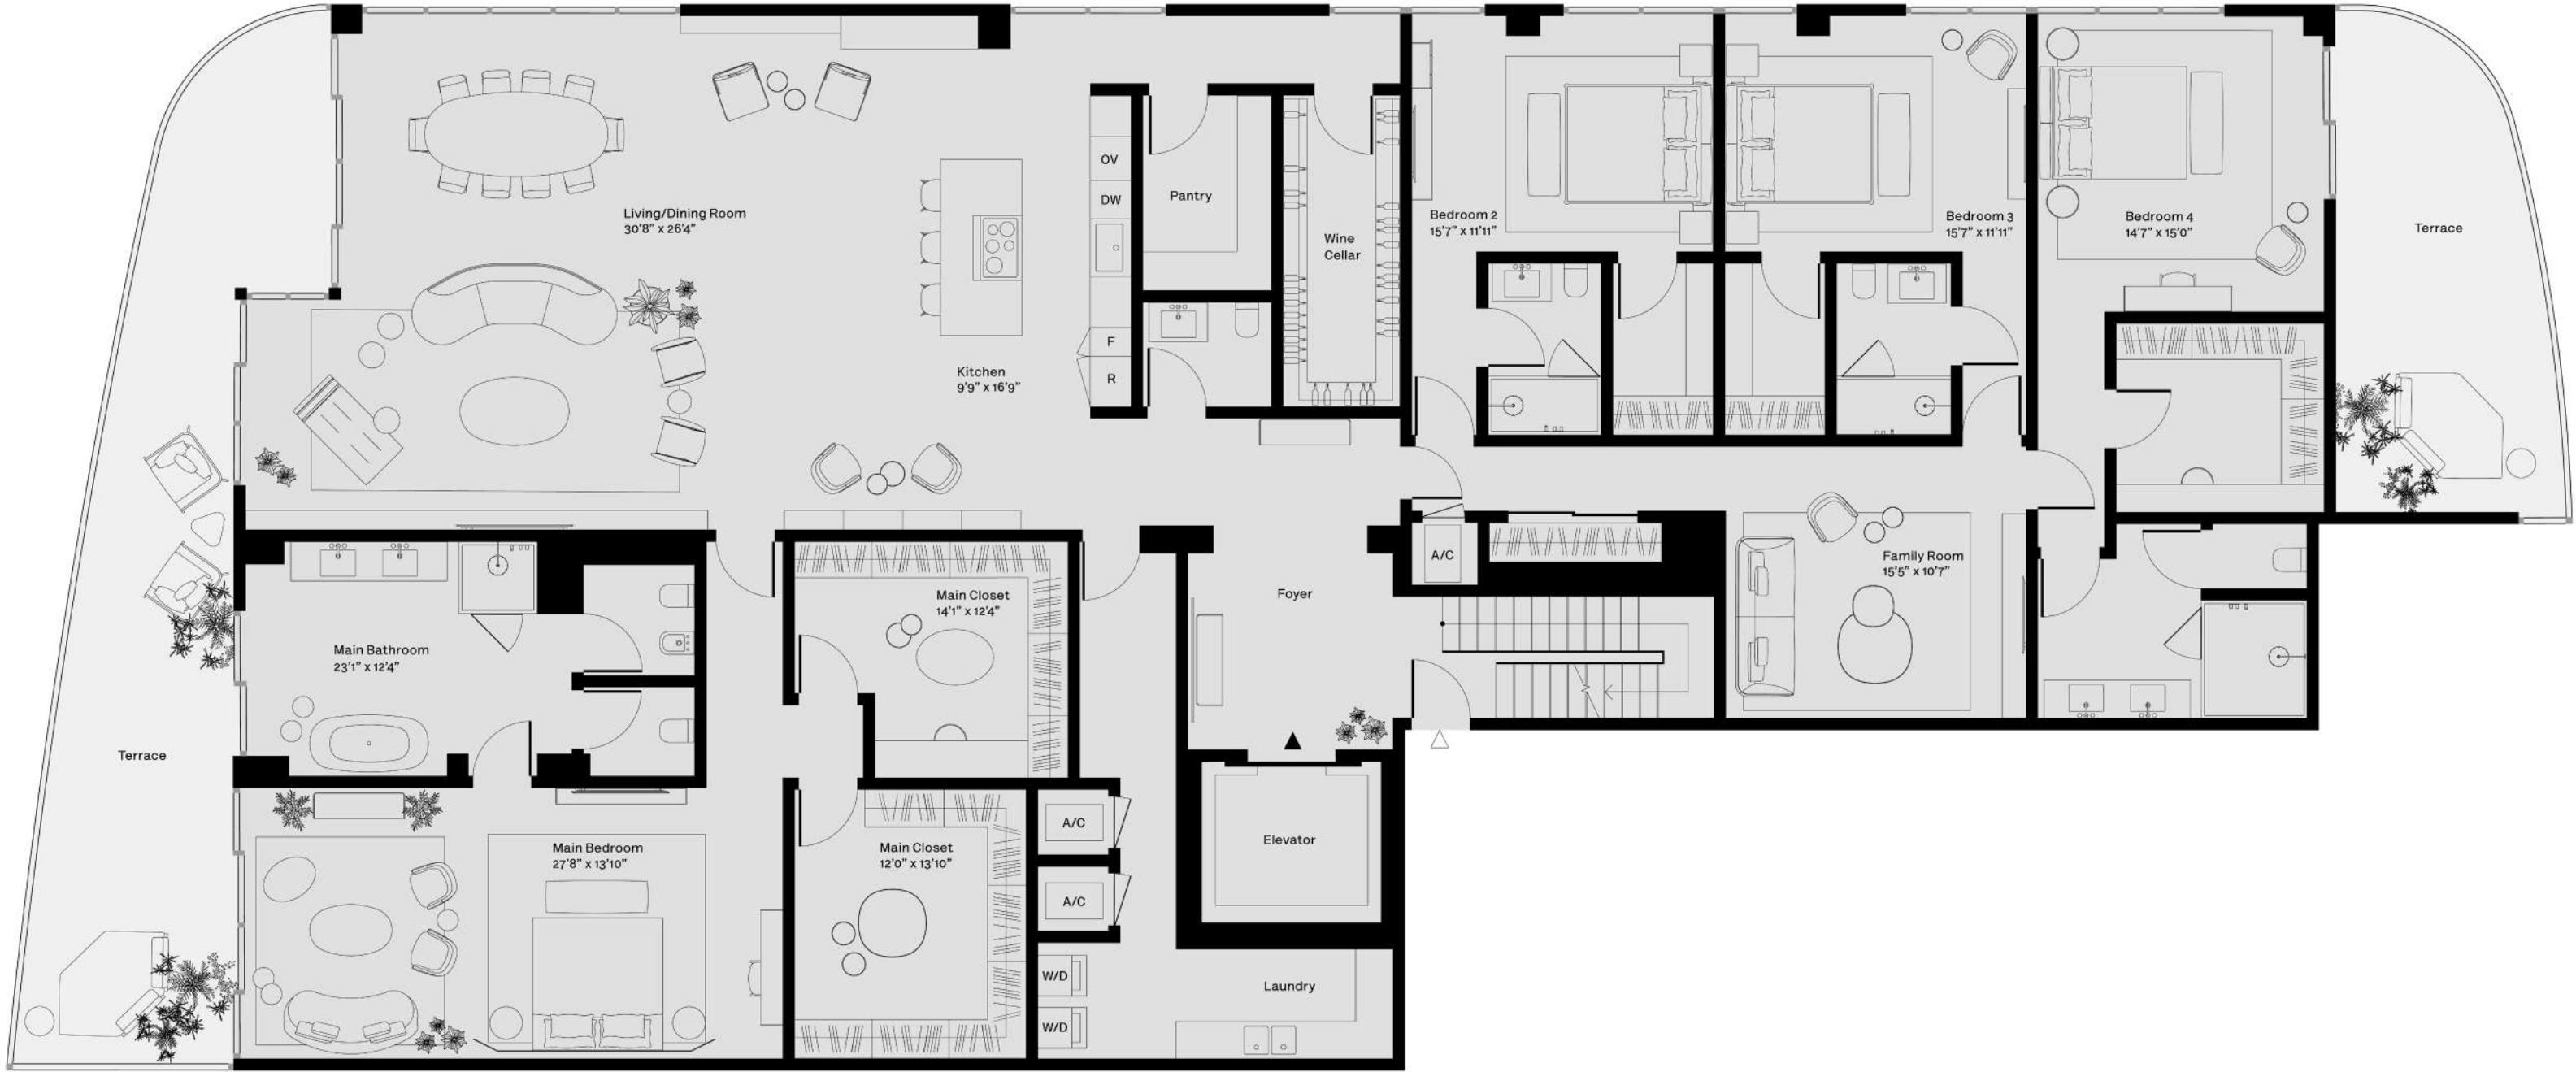 OV
DW
F
R
Pantry
Wine
Cellar
Living/Dining Room
30'8" x 26'4"
Kitchen
9'9" x 16'9"
Bedroom 2
15'7" x 11'11"
Bedroom 3
15'7" x 11'11"
Bedroom 4
14'7" x 15'0"
Terrace
A/C
Family Room
15'5" x 10'7"
Foyer
Main Closet
14'1" x 12'4"
Main Bathroom
23'1" x 12'4"
Terrace
Main Bedroom
27'8" x 13'10"
Main Closet
12'0" x 13'10"
A/C
A/C
Elevator
W/D
W/D
Laundry